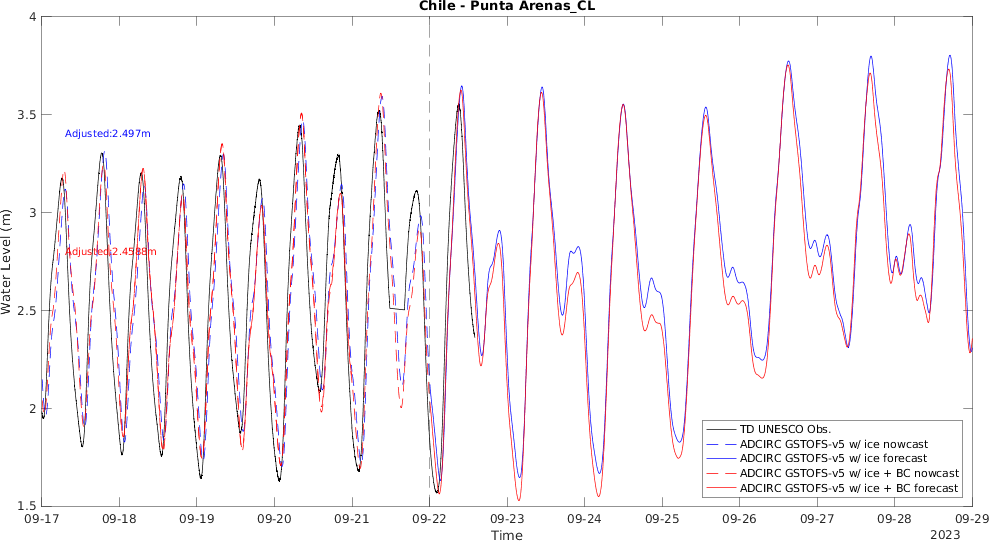 Chile - Punta Arenas_CL
4
3.5
3
2.5
2
1.5
Water Level (m)
Adjusted:2.497m
Adjusted:2.4588m
TD UNESCO Obs.
ADCIRC GSTOFS-v5 w/ ice nowcast
ADCIRC GSTOFS-v5 w/ ice forecast
ADCIRC GSTOFS-v5 w/ ice + BC nowcast
ADCIRC GSTOFS-v5 w/ ice + BC forecast
09-17 09-18 09-19 09-20 09-21 09-22 09-23 09-24 09-25 09-26 09-27 09-28 09-29
Time
2023